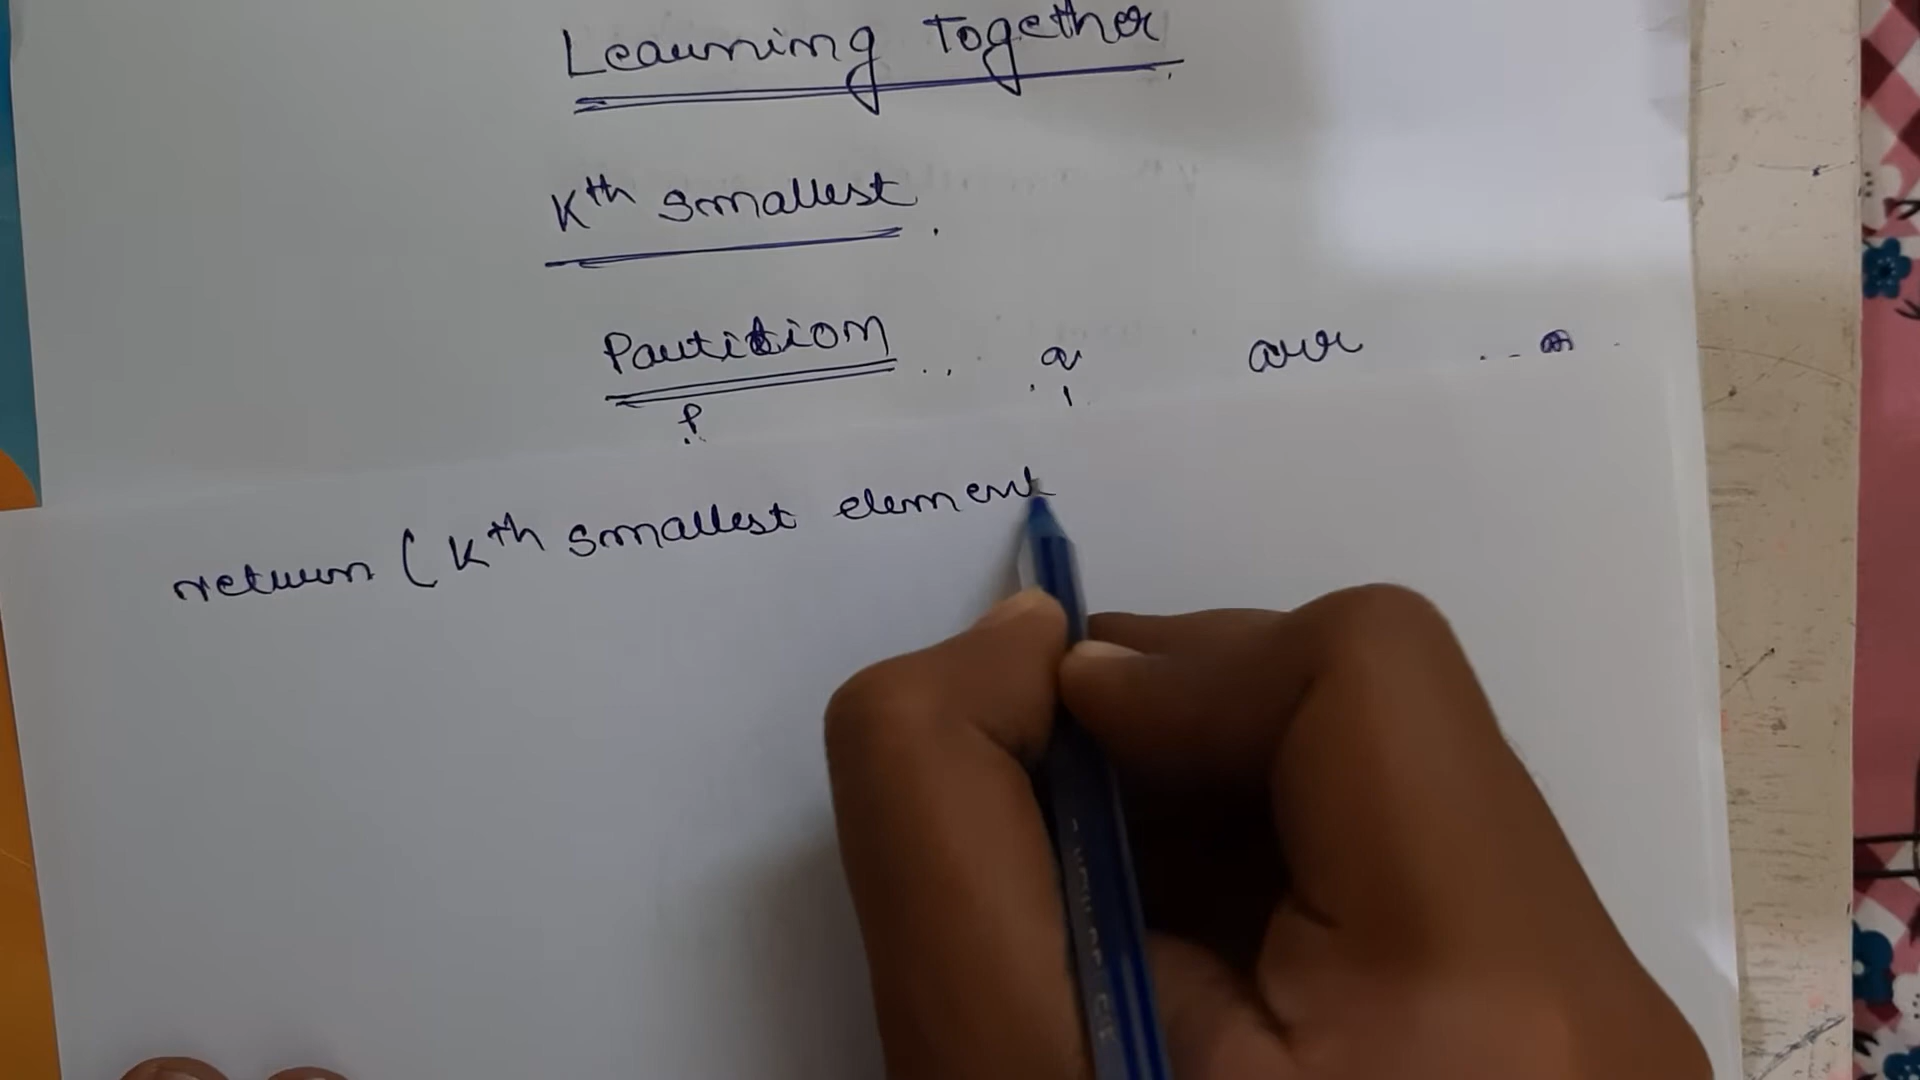 Learning Together
Kth smallest
Partition .. a arr
P
return (Kth smallest element